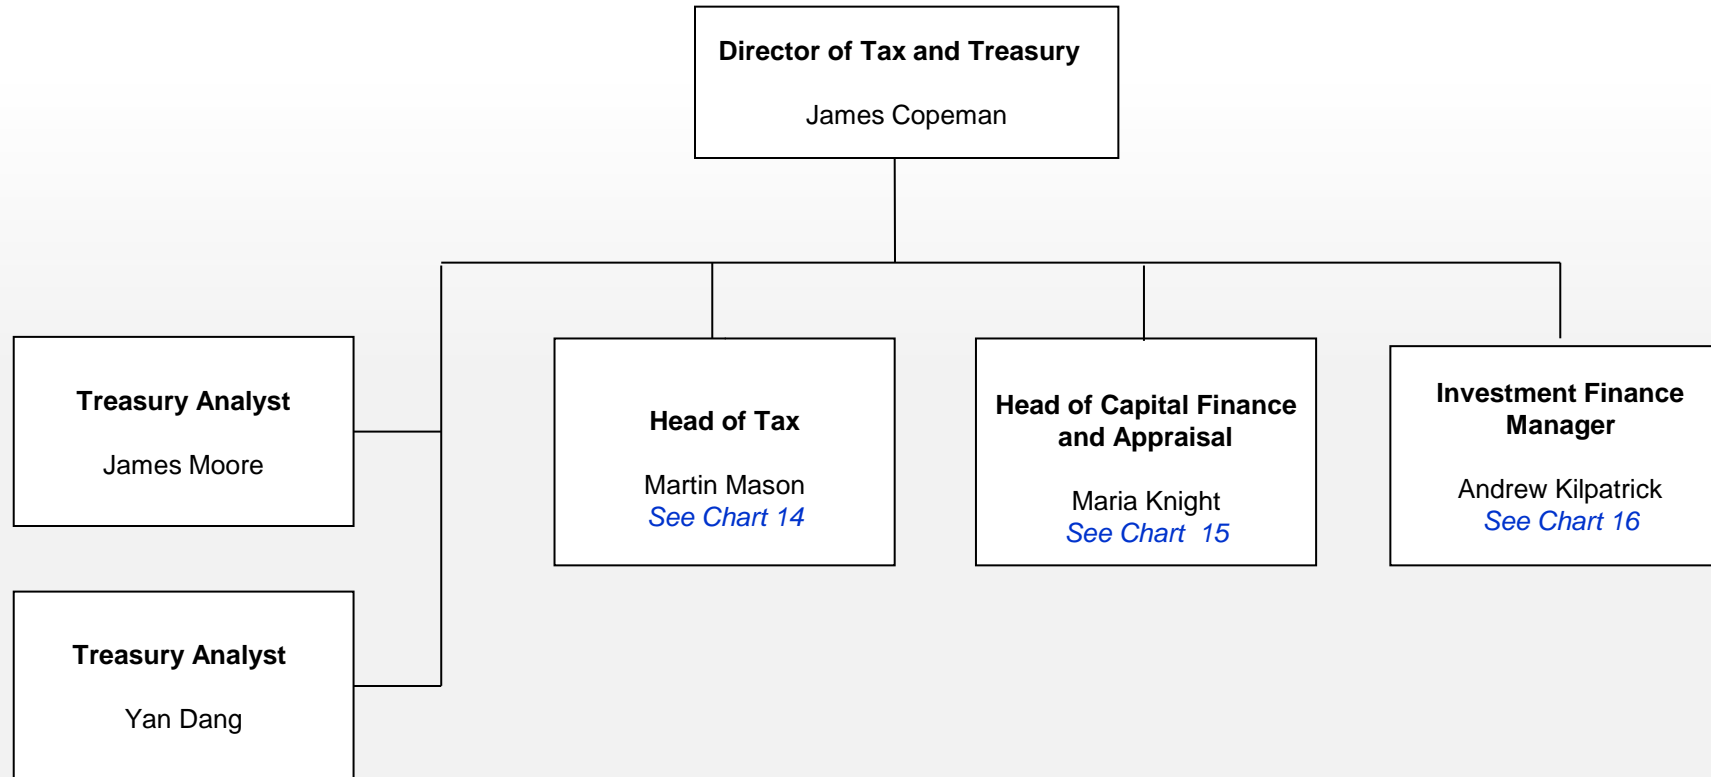 Director of Tax and Treasury
James Copeman
Treasury Analyst
James Moore
Head of Tax
Martin Mason
See Chart 14
Head of Capital Finance
and Appraisal
Maria Knight
See Chart  15
Investment Finance
Manager
Andrew Kilpatrick
See Chart 16
Treasury Analyst
Yan Dang